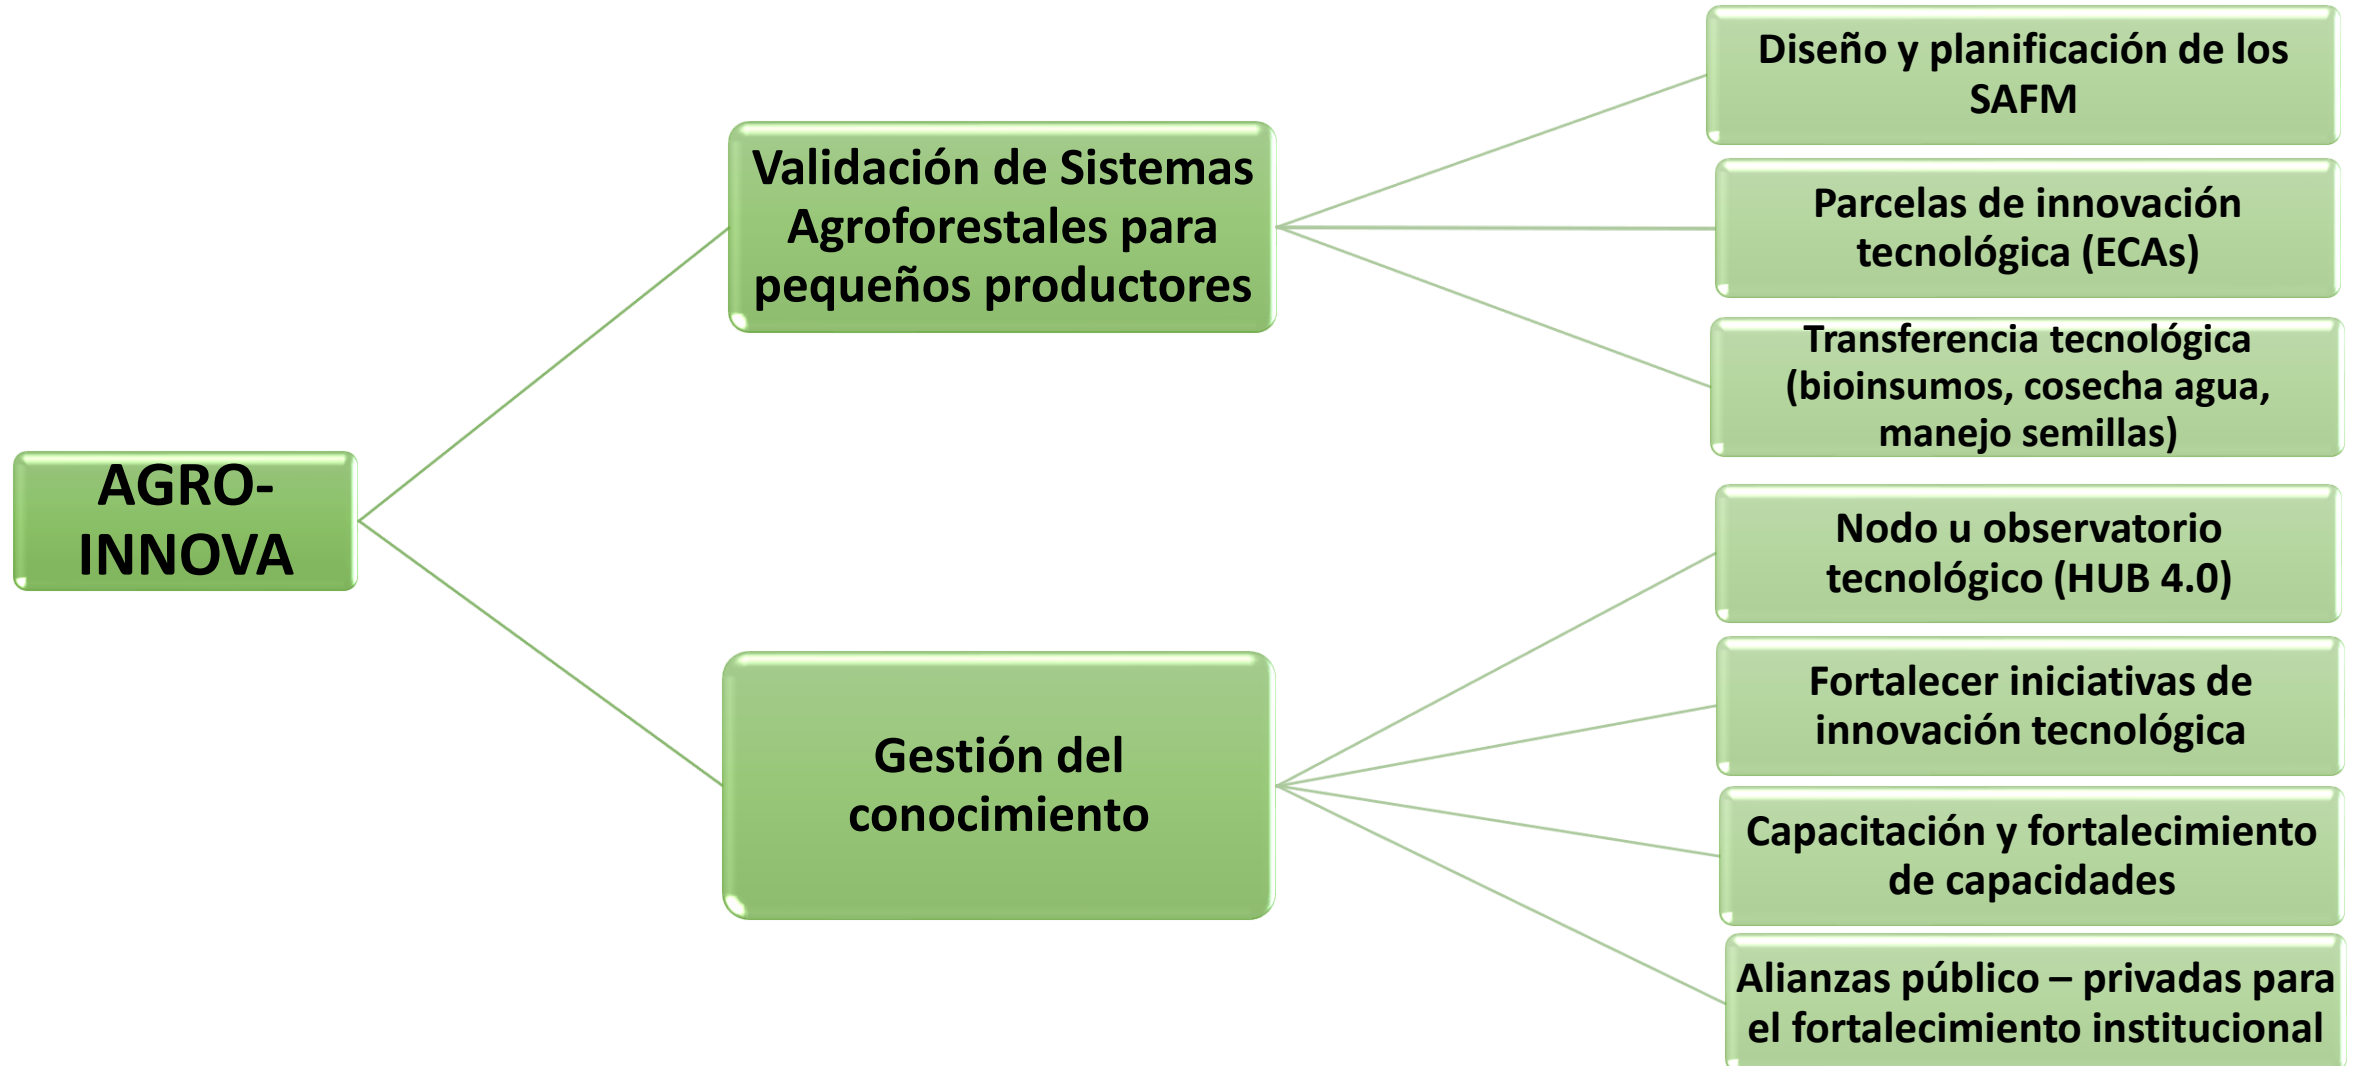 AGRO-
INNOVA
Validación de Sistemas
Agroforestales para
pequeños productores
Diseño y planificación de los
SAFM
Parcelas de innovación
tecnológica (ECAs)
Transferencia tecnológica
(bioinsumos, cosecha agua,
manejo semillas)
Gestión del
conocimiento
Nodo u observatorio
tecnológico (HUB 4.0)
Fortalecer iniciativas de
innovación tecnológica
Capacitación y fortalecimiento
de capacidades
Alianzas público – privadas para
el fortalecimiento institucional